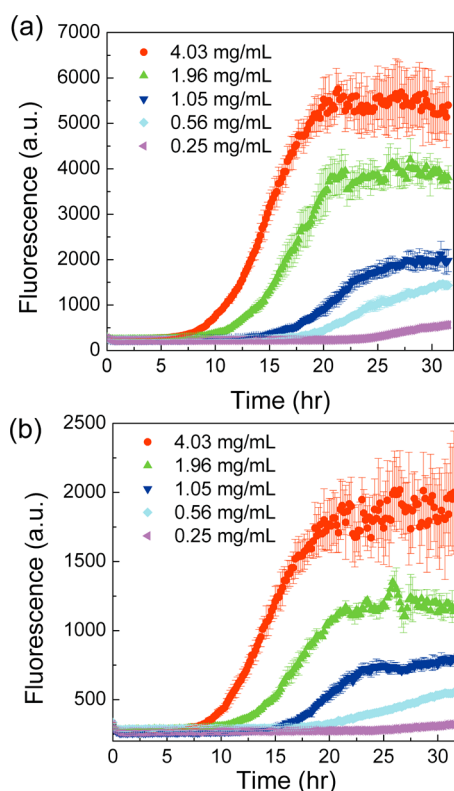 (a)
7000
6000
5000
4000
3000
2000
1000
0
Fluorescence (a.u.)
4.03 mg/mL
1.96 mg/mL
1.05 mg/mL
0.56 mg/mL
0.25 mg/mL
0 5 10 15 20 25 30
Time (hr)
(b)
2500
2000
1500
1000
500
Fluorescence (a.u.)
4.03 mg/mL
1.96 mg/mL
1.05 mg/mL
0.56 mg/mL
0.25 mg/mL
0 5 10 15 20 25 30
Time (hr)